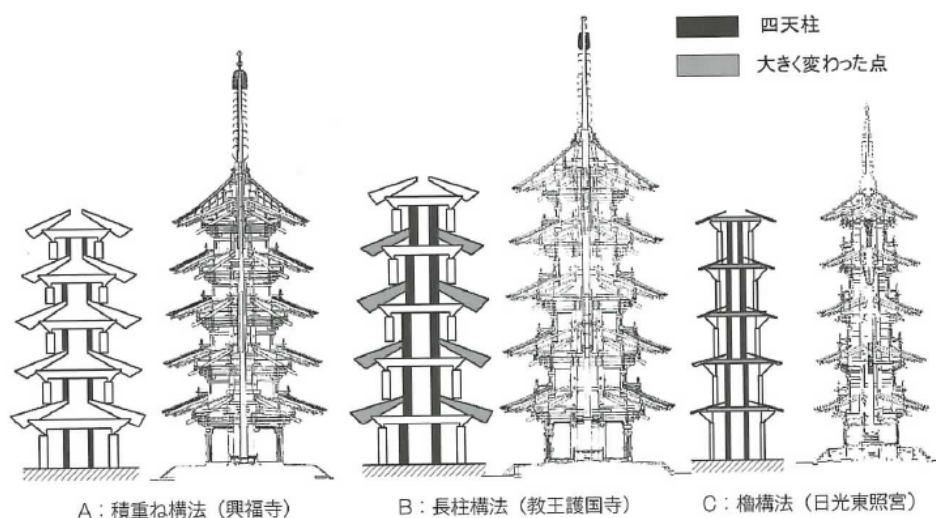 四天柱
大きく変わった点
A：積重ね構法（興福寺）
B：長柱構法（教王護国寺）
C：櫓構法（日光東照宮）